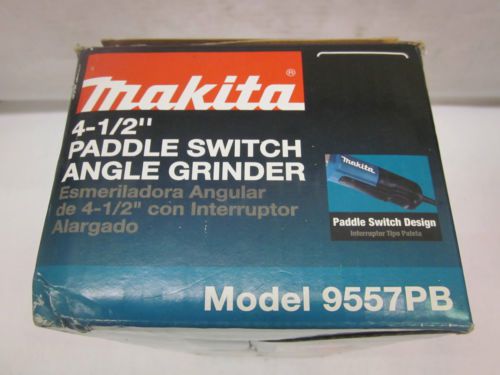 Makita®
4-1/2"
PADDLE SWITCH
ANGLE GRINDER
Esmeriladora Angular
de 4-1/2" con Interruptor
Alargado
Makita
Paddle Switch Design
Interruptor Tipo Paleta
Model 9557PB